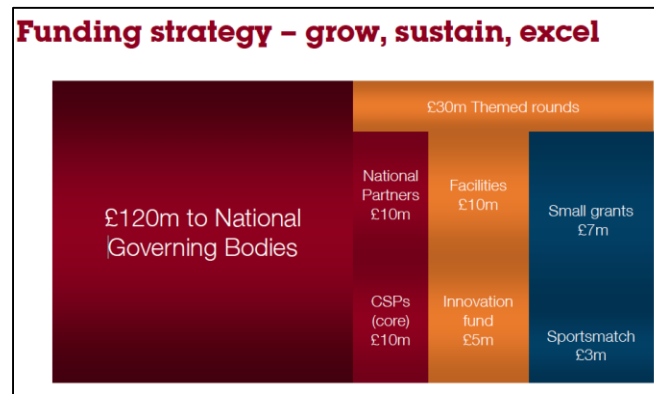 Funding strategy – grow, sustain, excel
£30m Themed rounds
£120m to National
Governing Bodies
National
Partners
£10m
Facilities
£10m
Small grants
£7m
CSPs
(core)
£10m
Innovation
fund
£5m
Sportsmatch
£3m